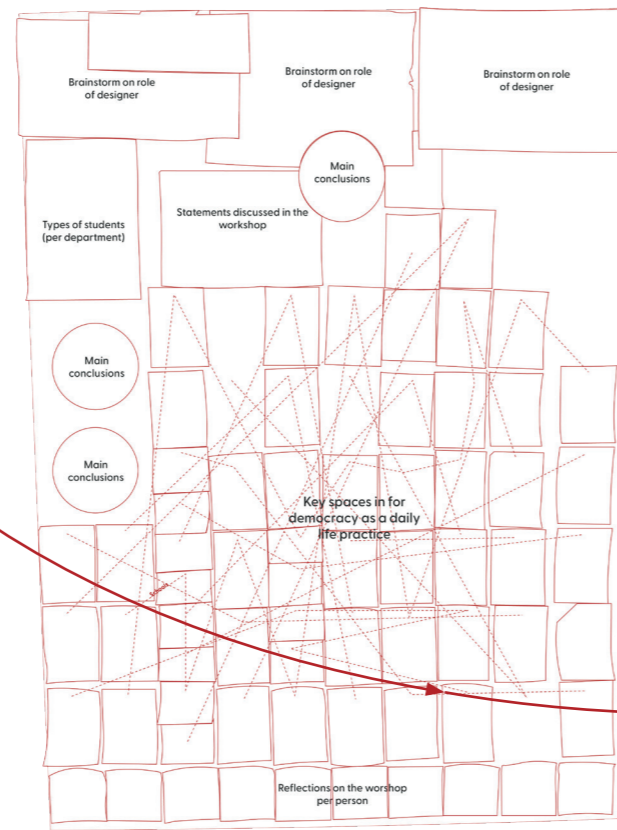 Brainstorm on role
of designer
Brainstorm on role
of designer
Brainstorm on role
of designer
Main
conclusions
Types of students
(per department)
Statements discussed in the
workshop
Main
conclusions
Main
conclusions
Key spaces in for
democracy as a daily
life practice
Reflections on the worshop
per person